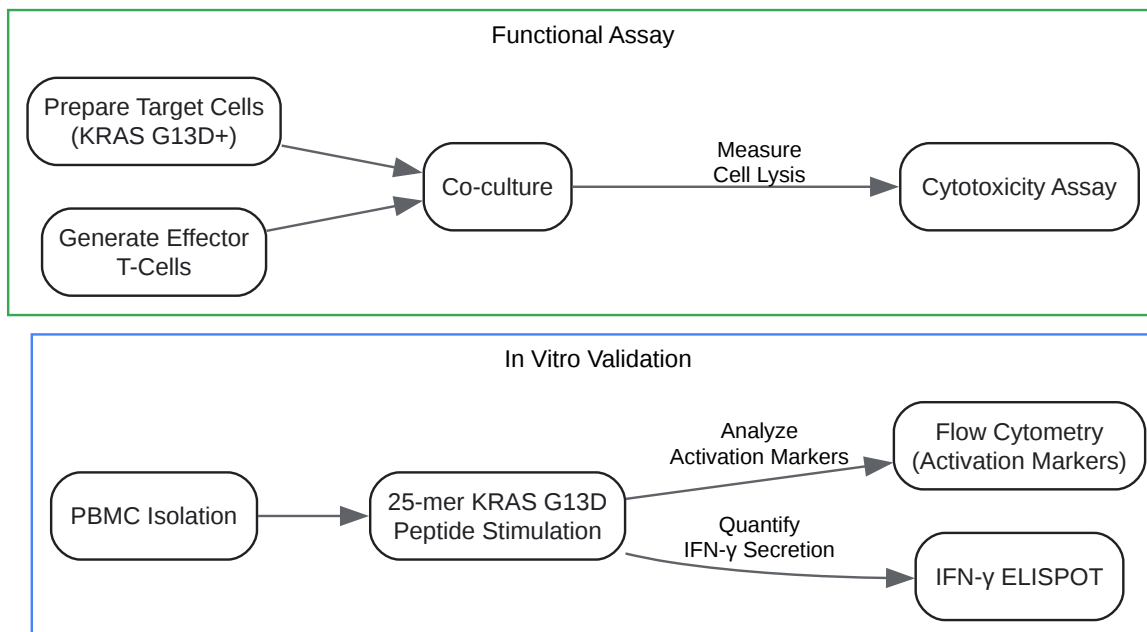 Functional Assay
Prepare Target Cells
(KRAS G13D+)
Generate Effector
T-Cells
Co-culture
Measure
Cell Lysis
Cytotoxicity Assay
In Vitro Validation
PBMC Isolation
25-mer KRAS G13D
Peptide Stimulation
Analyze
Activation Markers
Quantify
IFN-γ Secretion
Flow Cytometry
(Activation Markers)
IFN-γ ELISPOT